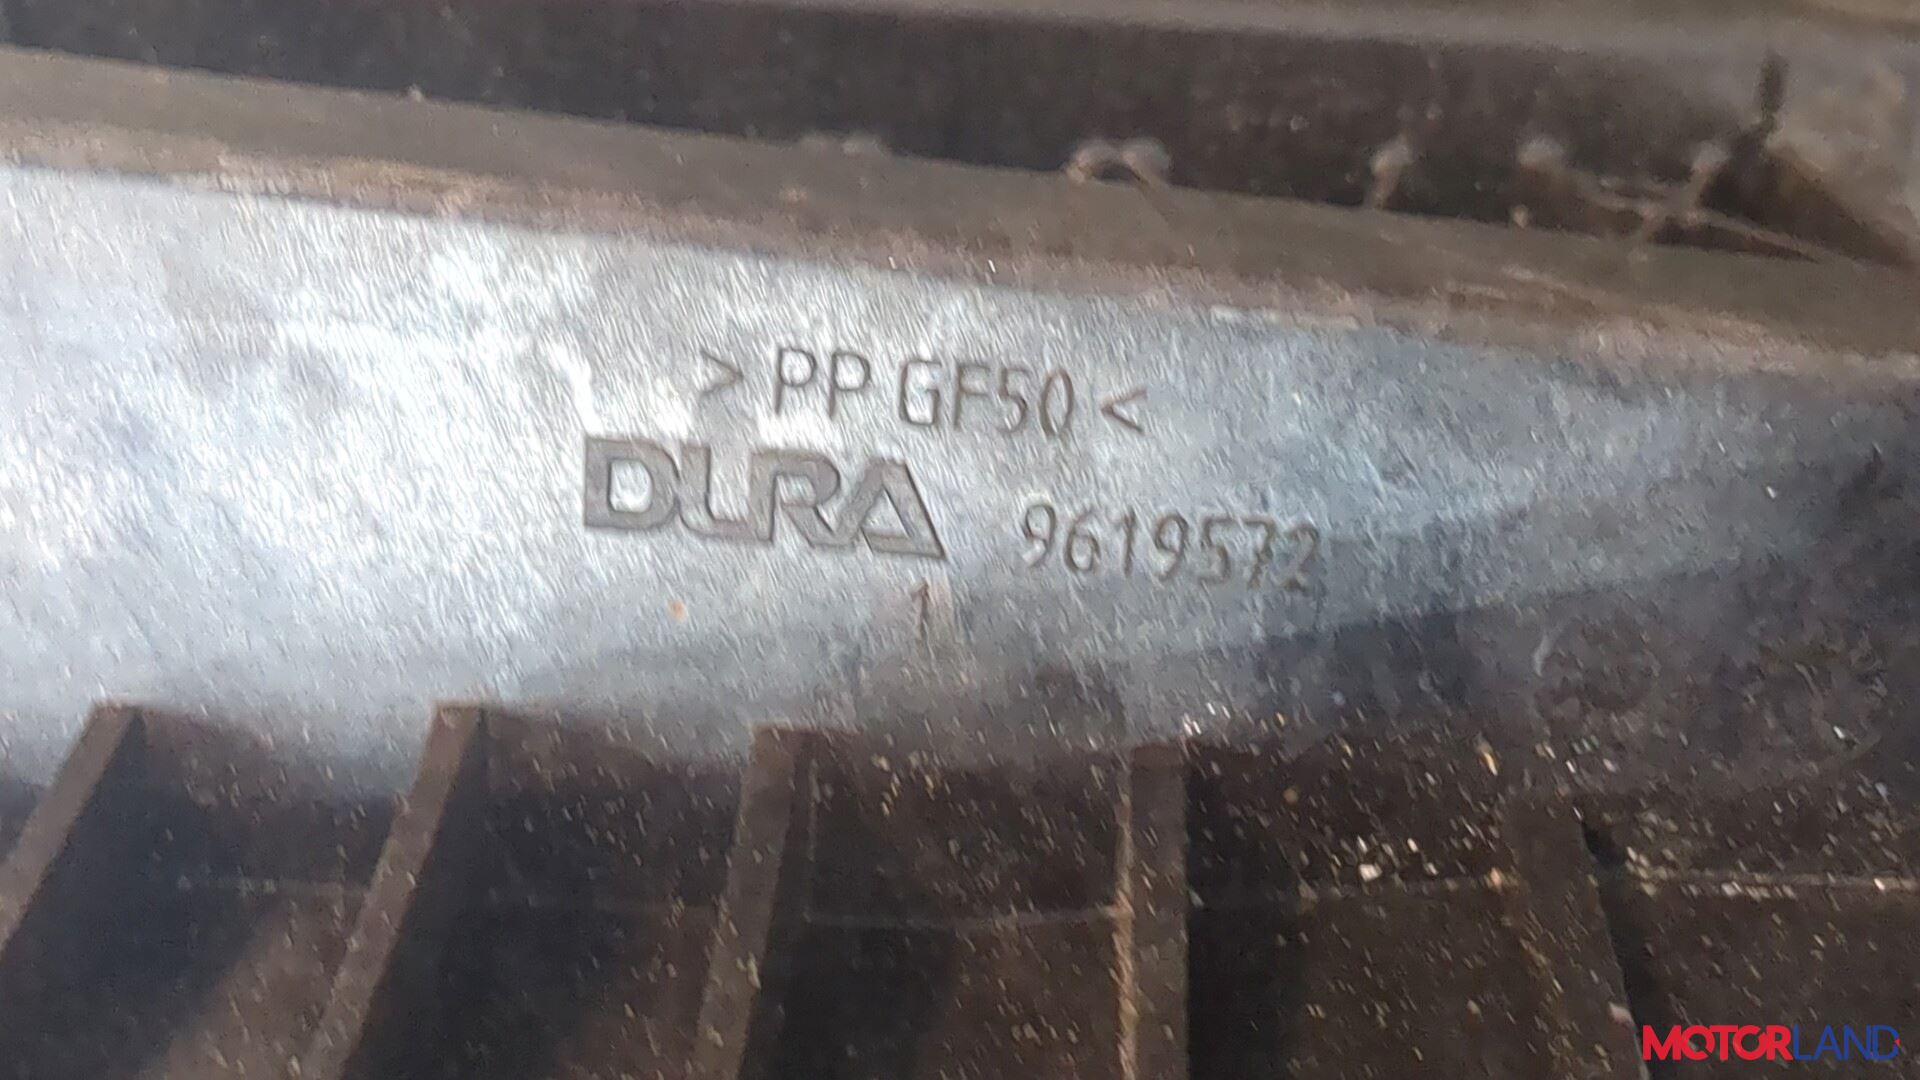 > PP GF50 <
DURA 9619572
1
MOTORLAND